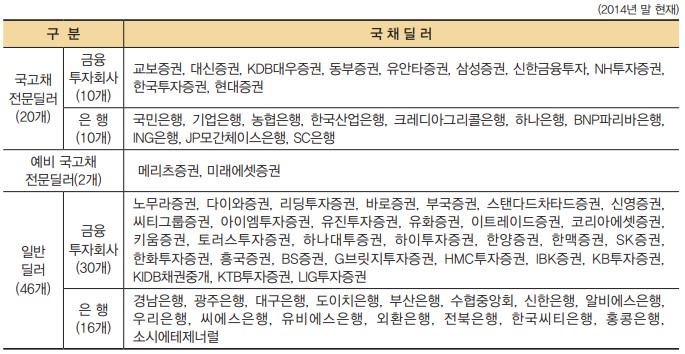 (2014년 말 현재)
구 분 국 채 딜 러
국고채
전문딜러
(20개)
금융
투자회사
(10개)
교보증권, 대신증권, KDB대우증권, 동부증권, 유안타증권, 삼성증권, 신한금융투자, NH투자증권,
한국투자증권, 현대증권
은 행
(10개)
국민은행, 기업은행, 농협은행, 한국산업은행, 크레디아그리콜은행, 하나은행, BNP파리바은행,
ING은행, JP모간체이스은행, SC은행
예비 국고채
전문딜러(2개)
메리츠증권, 미래에셋증권
일반
딜러
(46개)
금융
투자회사
(30개)
노무라증권, 다이와증권, 리딩투자증권, 바로증권, 부국증권, 스탠다드차타드증권, 신영증권,
씨티그룹증권, 아이엠투자증권, 유진투자증권, 유화증권, 이트레이드증권, 코리아에셋증권,
키움증권, 토러스투자증권, 하나대투증권, 하이투자증권, 한양증권, 한맥증권, SK증권,
한화투자증권, 흥국증권, BS증권, G브릿지투자증권, HMC투자증권, IBK증권, KB투자증권,
KIDB채권중개, KTB투자증권, LIG투자증권
은 행
(16개)
경남은행, 광주은행, 대구은행, 도이치은행, 부산은행, 수협중앙회, 신한은행, 알비에스은행,
우리은행, 씨에스은행, 유비에스은행, 외환은행, 전북은행, 한국씨티은행, 홍콩은행,
소시에테제너럴